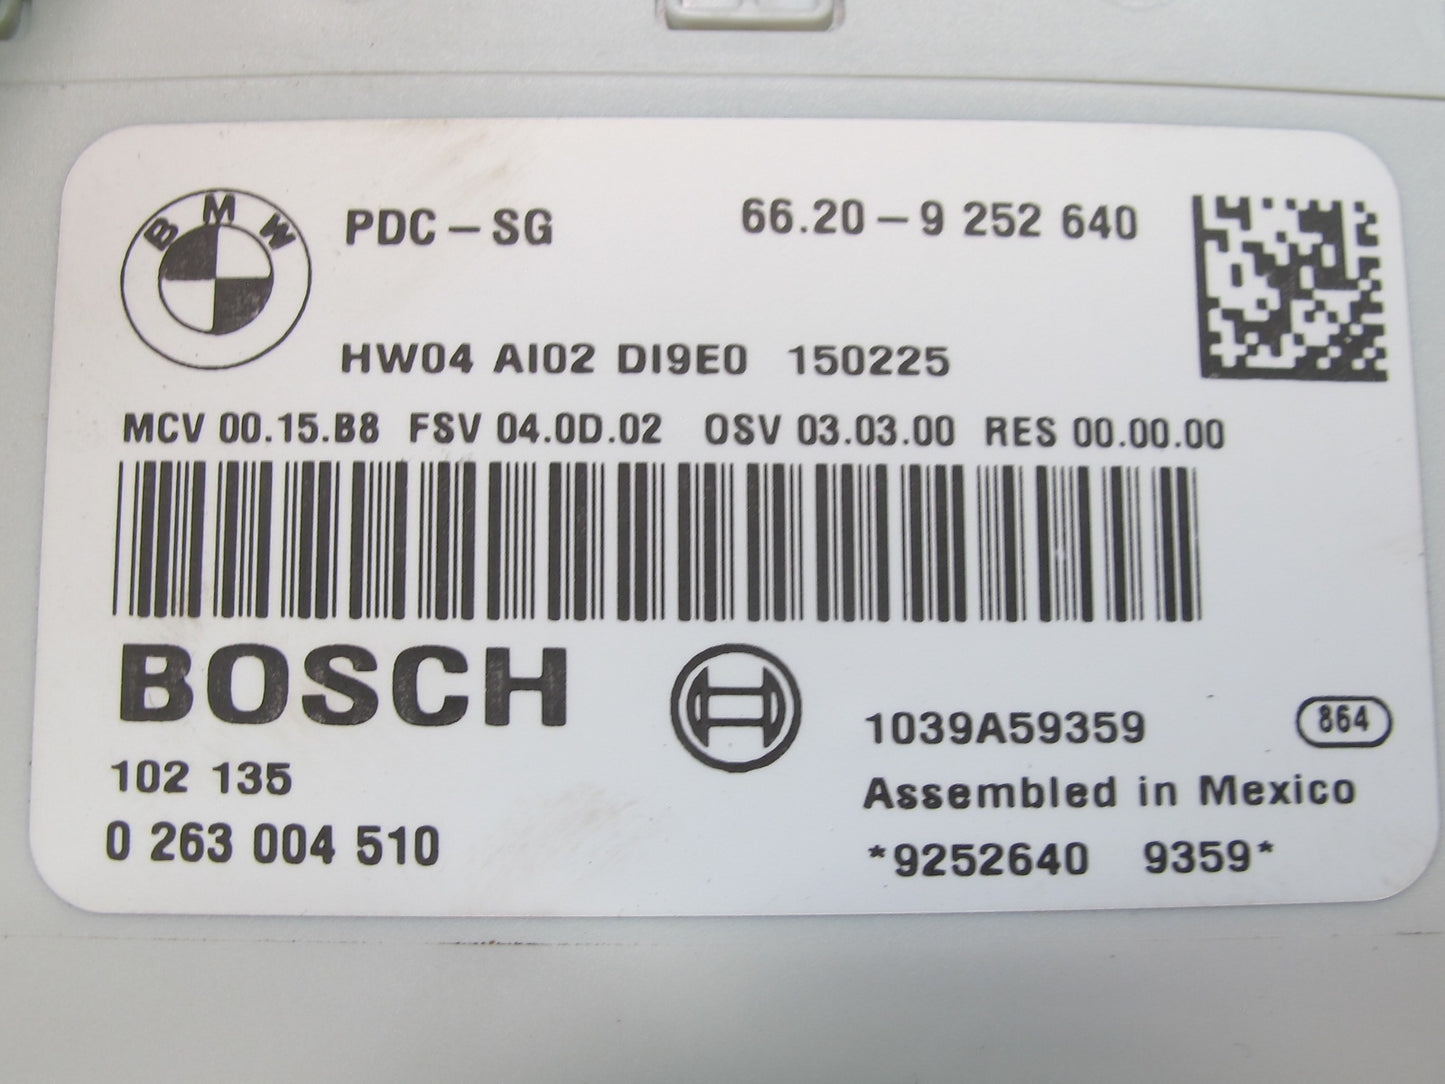 BMW
PDC-SG 66.20-9 252 640
HW04 AI02 DI9E0 150225
MCV 00.15.B8 FSV 04.0D.02 OSV 03.03.00 RES 00.00.00
BOSCH
1039A59359 864
102 135 Assembled in Mexico
0 263 004 510 *9252640 9359*